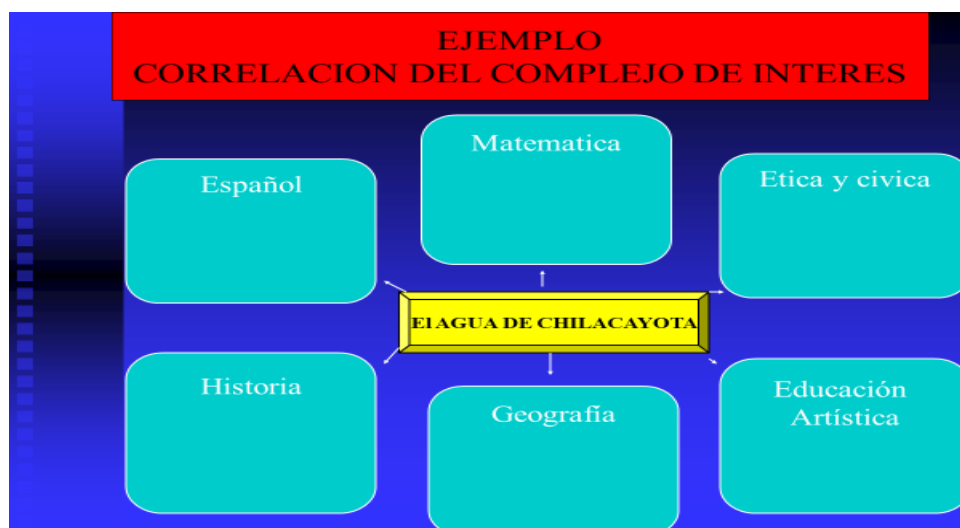 EJEMPLO
CORRELACION DEL COMPLEJO DE INTERES
Matematica
Español
Etica y civica
El AGUA DE CHILACAYOTA
Historia
Geografía
Educación
Artística